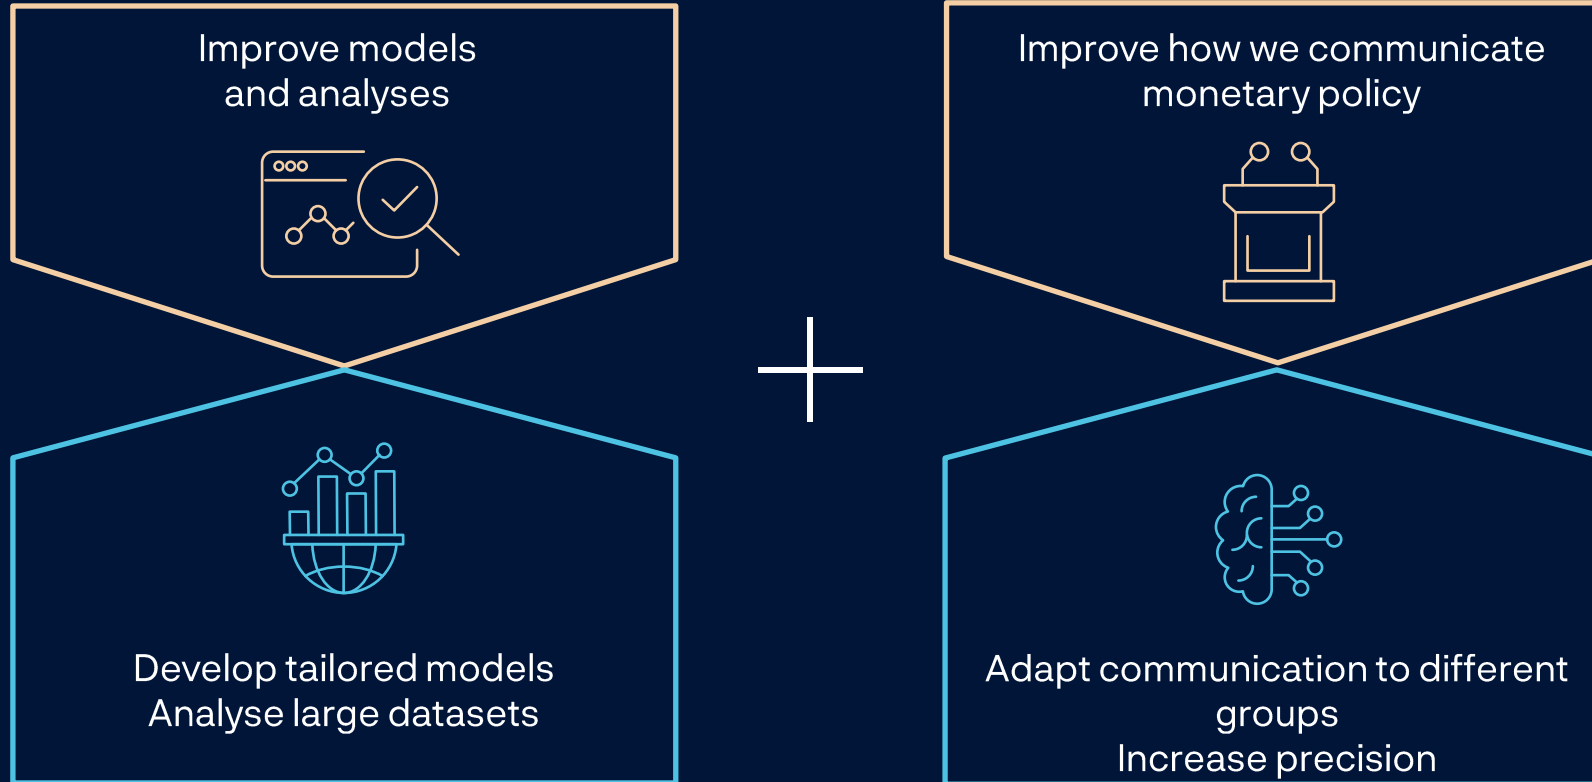 Improve models
and analyses
Improve how we communicate
monetary policy
Develop tailored models
Analyse large datasets
Adapt communication to different
groups
Increase precision